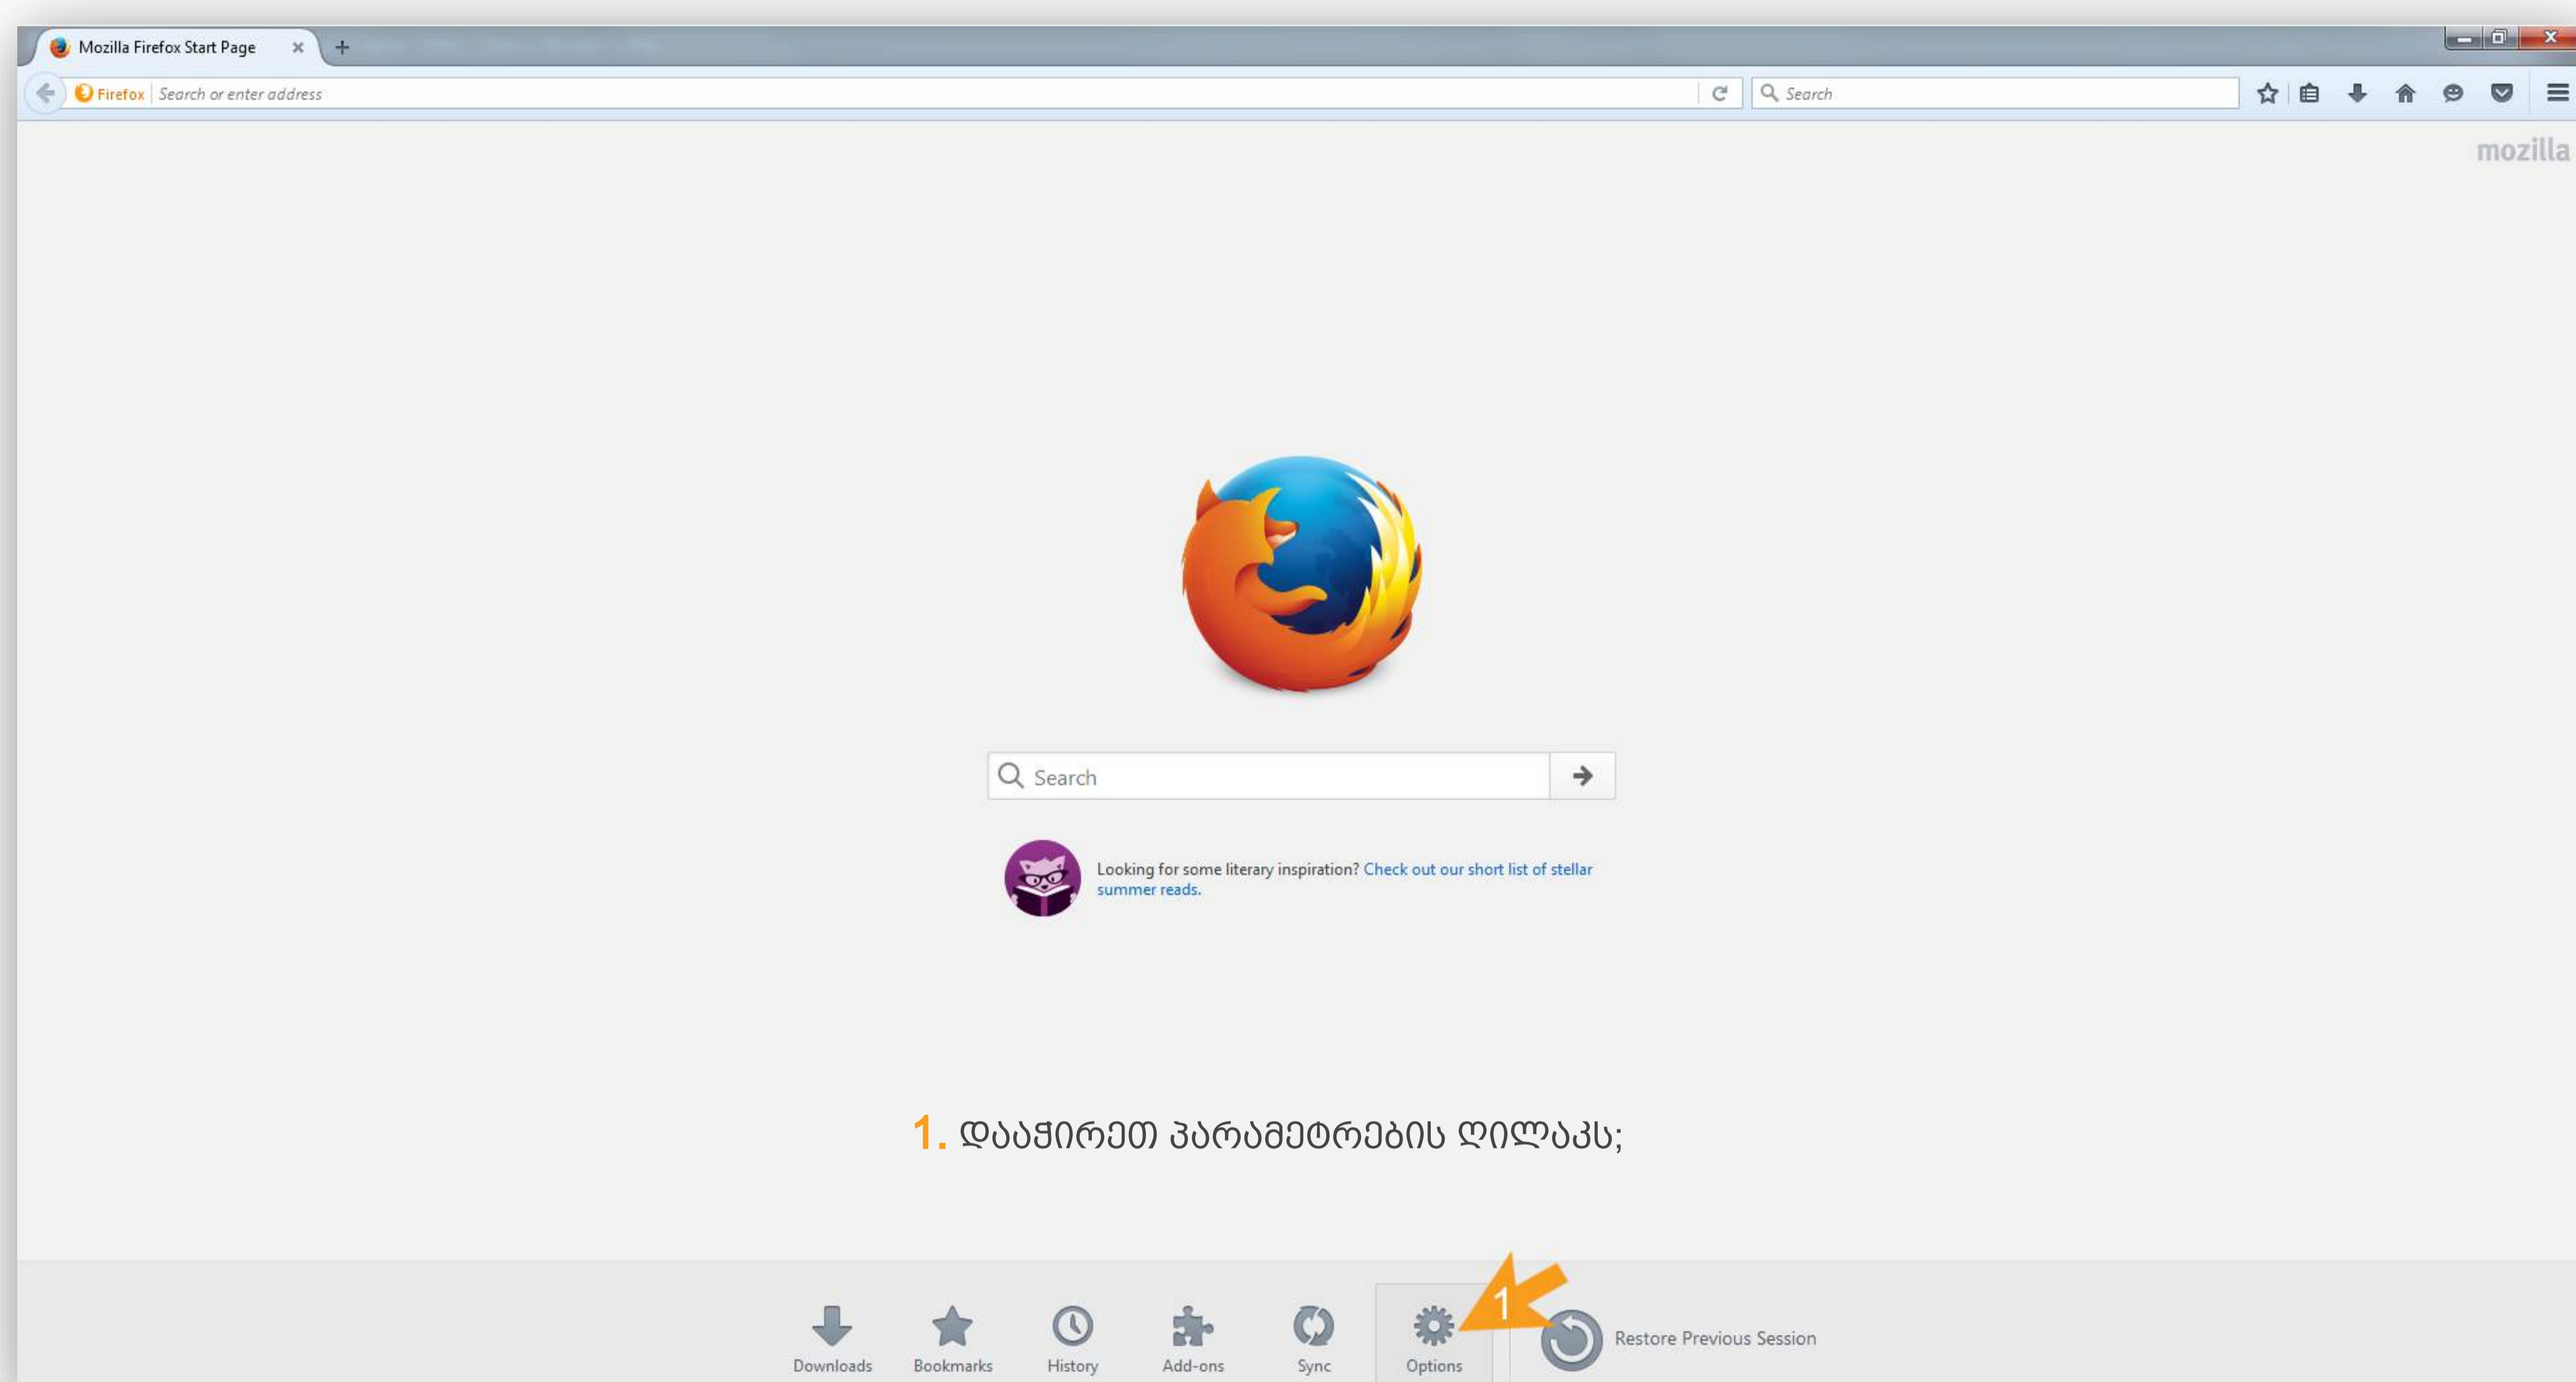 Mozilla Firefox Start Page
Firefox Search or enter address
Search
mozilla
Search
Looking for some literary inspiration? Check out our short list of stellar
summer reads.
1. დააჭირეთ პარამეტრების ღილაკს;
1
Downloads Bookmarks History Add-ons Sync Options Restore Previous Session